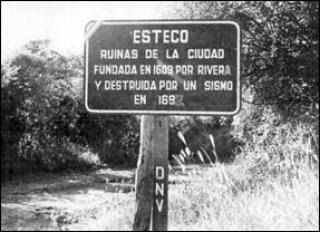 ESTECO
RUINAS DE LA CIUDAD
FUNDADA EN 1609 POR RIVERA
Y DESTRUIDA POR UN SISMO
EN
DNV